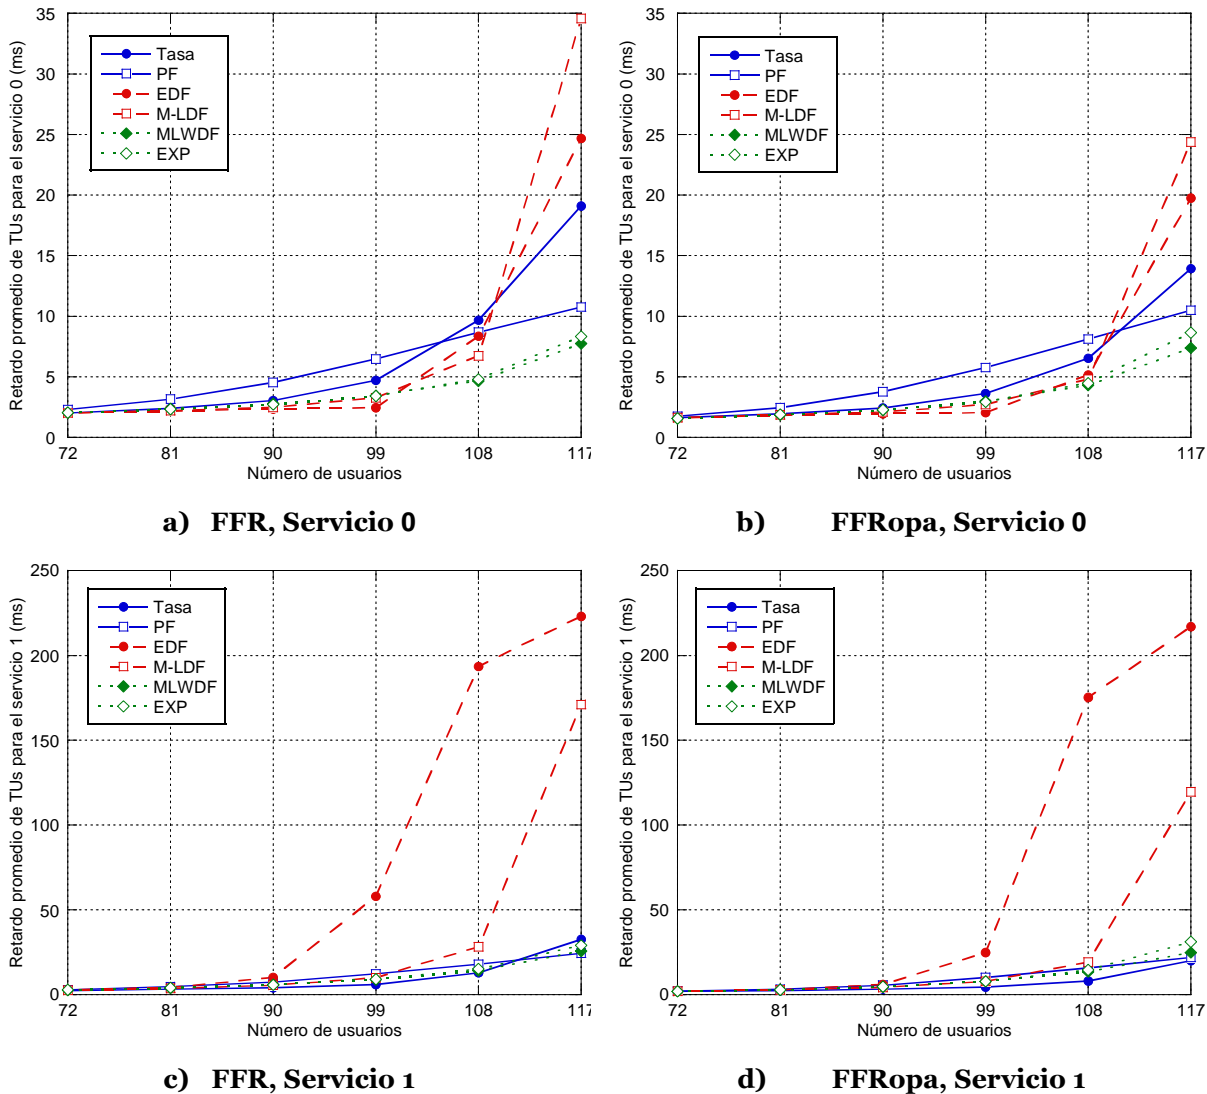 35
30
25
20
15
10
5
0
Retardo promedio de TUs para el servicio 0 (ms)
Tasa
PF
EDF
M-LDF
MLWDF
EXP
72 81 90 99 108 117
Número de usuarios
a) FFR, Servicio 0
35
30
25
20
15
10
5
0
Retardo promedio de TUs para el servicio 0 (ms)
Tasa
PF
EDF
M-LDF
MLWDF
EXP
72 81 90 99 108 117
Número de usuarios
b) FFRopa, Servicio 0
250
200
150
100
50
0
Retardo promedio de TUs para el servicio 1 (ms)
Tasa
PF
EDF
M-LDF
MLWDF
EXP
72 81 90 99 108 117
Número de usuarios
c) FFR, Servicio 1
250
200
150
100
50
0
Retardo promedio de TUs para el servicio 1 (ms)
Tasa
PF
EDF
M-LDF
MLWDF
EXP
72 81 90 99 108 117
Número de usuarios
d) FFRopa, Servicio 1